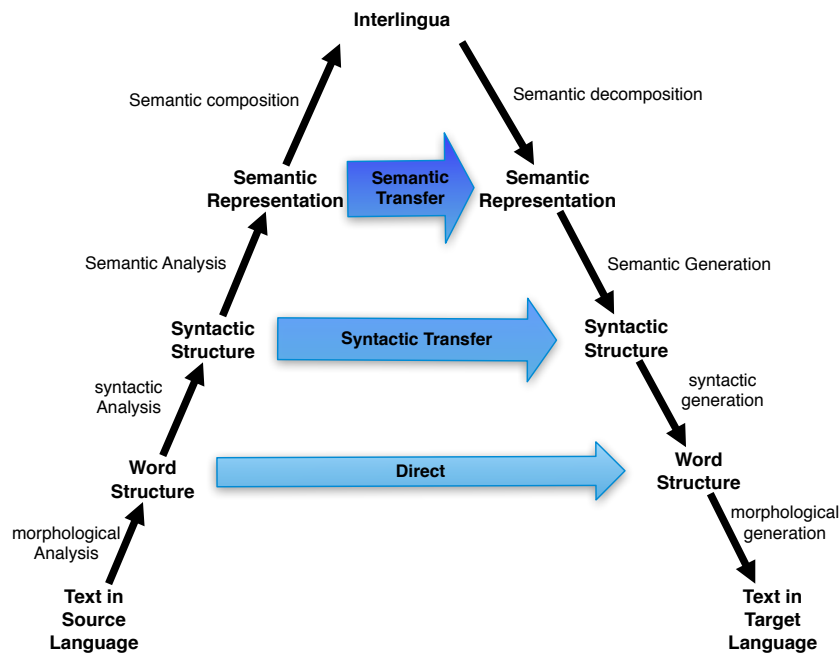 Interlingua
Semantic composition
Semantic decomposition
Semantic
Representation
Semantic
Transfer
Semantic
Representation
Semantic Analysis
Semantic Generation
Syntactic
Structure
Syntactic Transfer
Syntactic
Structure
syntactic
Analysis
syntactic
generation
Word
Structure
Direct
Word
Structure
morphological
Analysis
morphological
generation
Text in
Source
Language
Text in
Target
Language